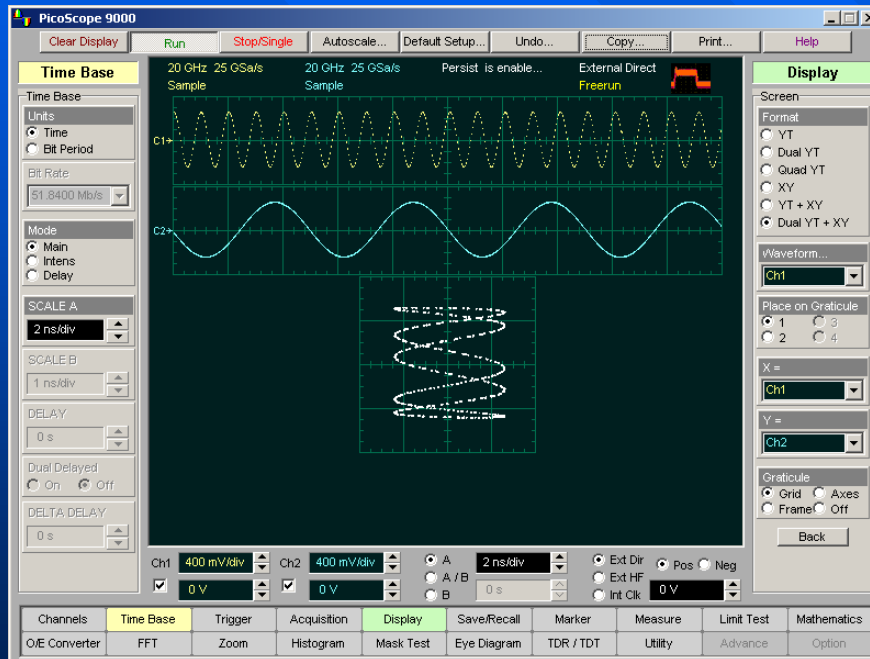 PicoScope 9000
Clear Display Run Stop/Single Autoscale... Default Setup... Undo... Copy... Print... Help
Time Base
Time Base
Units
Time
Bit Period
Bit Rate
51.8400 Mb/s
Mode
Main
Intens
Delay
SCALE A
2 ns/div
SCALE B
1 ns/div
DELAY
0 s
Dual Delayed
On Off
DELTA DELAY
0 s
20 GHz 25 GSa/s 20 GHz 25 GSa/s Persist is enable... External Direct
Sample Sample Freerun
C1
C2
Display
Screen
Format
YT
Dual YT
Quad YT
XY
YT + XY
Dual YT + XY
Waveform...
Ch1
Place on Graticule
1 3
2 4
X =
Ch1
Y =
Ch2
Graticule
Grid Axes
Frame Off
Back
Ch1 400 mV/div Ch2 400 mV/div A 2 ns/div Ext Dir Pos Neg
A / B Ext HF
0 V 0 V B 0 s Int Clk 0 V
Channels Time Base Trigger Acquisition Display Save/Recall Marker Measure Limit Test Mathematics
O/E Converter FFT Zoom Histogram Mask Test Eye Diagram TDR / TDT Utility Advance Option